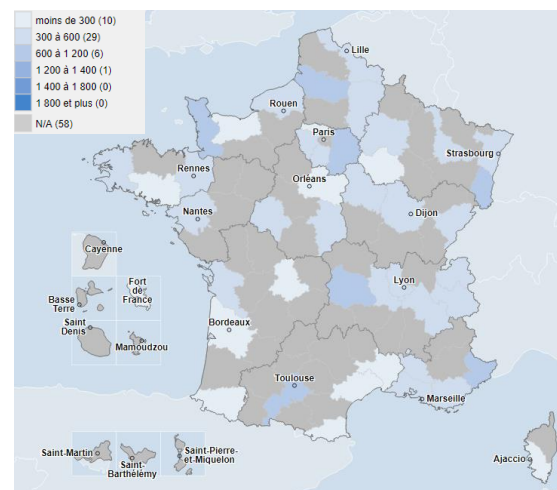 moins de 300 (10)
300 à 600 (29)
600 à 1 200 (6)
1 200 à 1 400 (1)
1 400 à 1 800 (0)
1 800 et plus (0)
N/A (58)
Lille
Rouen
Paris
Strasbourg
Rennes
Orléans
Nantes
Dijon
Cayenne
Basse
Terre
Fort
de
France
Lyon
Saint
Denis
Mamoudzou
Bordeaux
Toulouse
Marseille
Saint-Martin
Saint-
Barthélémy
Saint-Pierre
et-Miquelon
Ajaccio